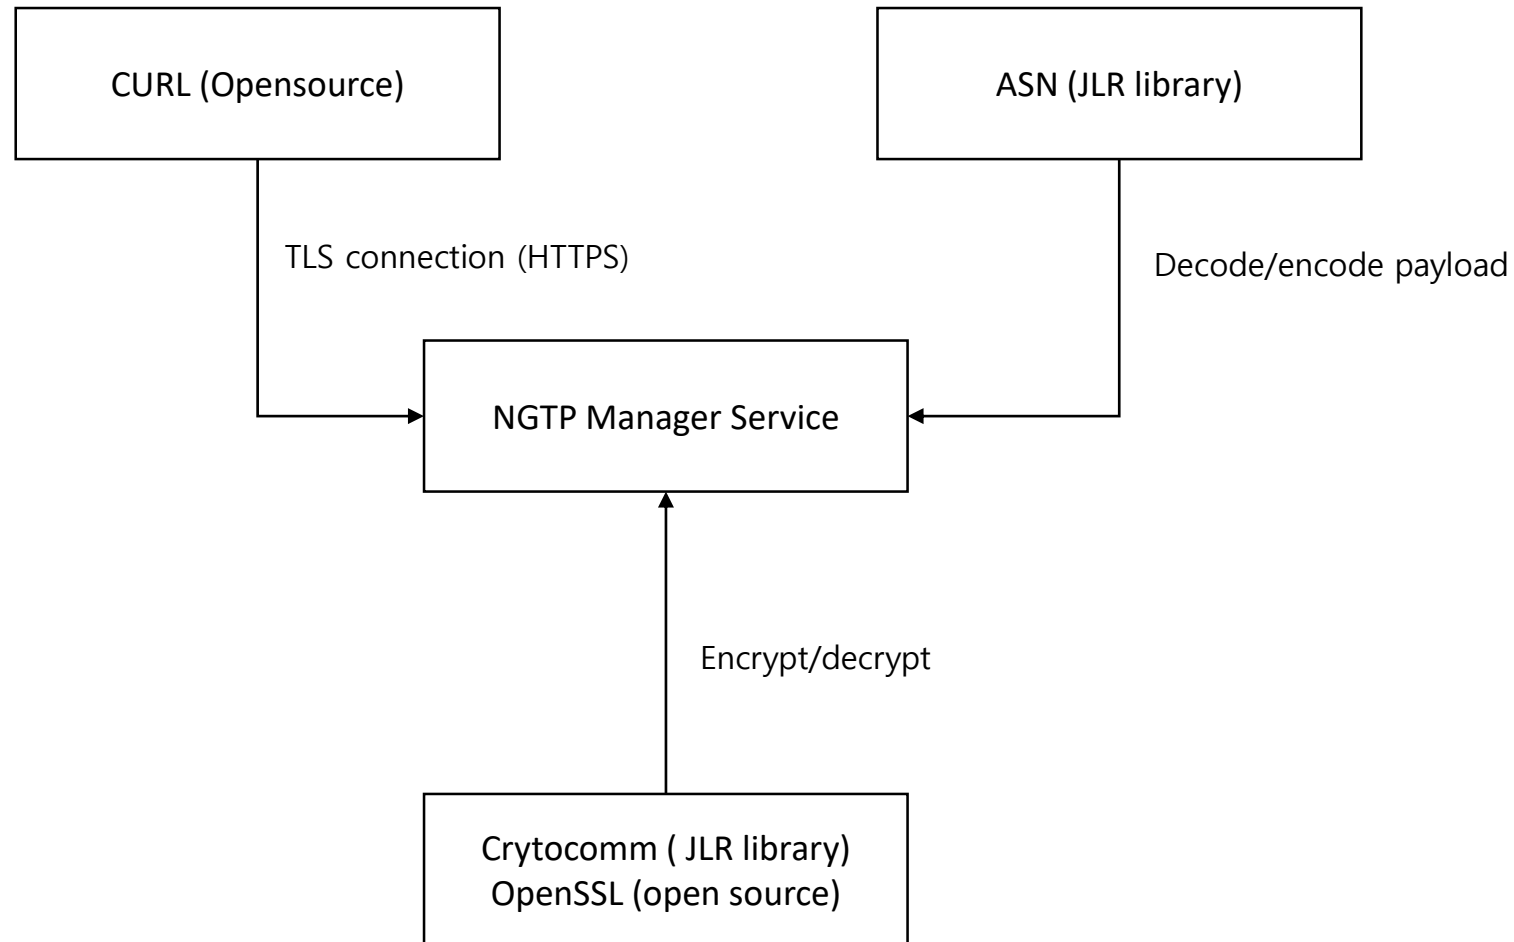 CURL (Opensource)
ASN (JLR library)
TLS connection (HTTPS)
Decode/encode payload
NGTP Manager Service
Encrypt/decrypt
Crytocomm ( JLR library)
OpenSSL (open source)